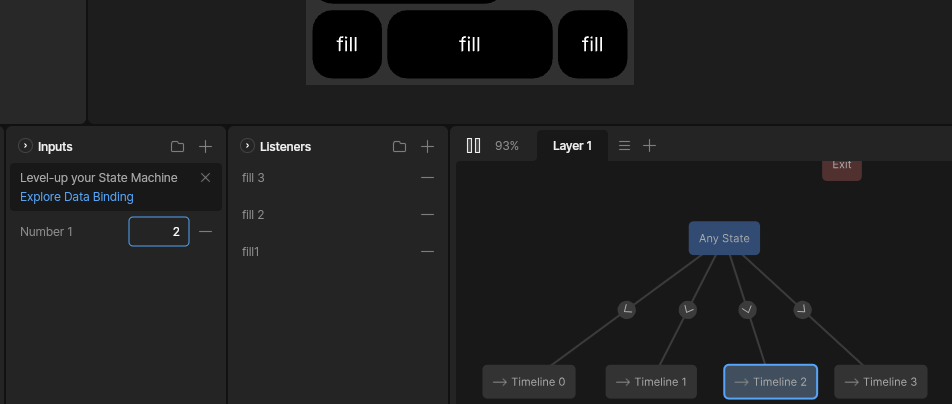 fill
fill
fill
Inputs
Level-up your State Machine
Explore Data Binding
Number 1
2
Listeners
fill 3
fill 2
fill1
93%
Layer 1
Exit
Any State
Timeline 0
Timeline 1
Timeline 2
Timeline 3